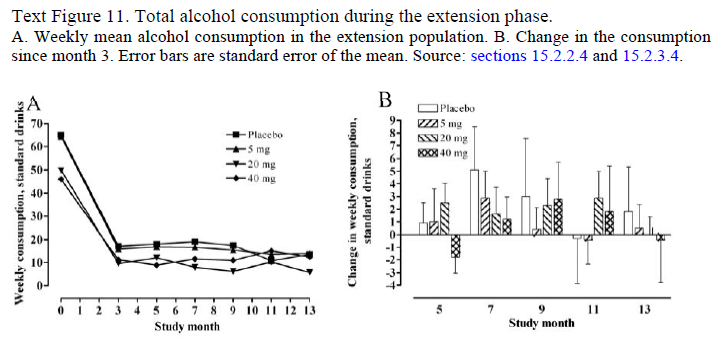 Text Figure 11. Total alcohol consumption during the extension phase.
A. Weekly mean alcohol consumption in the extension population. B. Change in the consumption
since month 3. Error bars are standard error of the mean. Source: sections 15.2.2.4 and 15.2.3.4.
A
Weekly consumption, standard drinks
70
60
50
40
30
20
10
0
Placebo
5 mg
20 mg
40 mg
0 1 2 3 4 5 6 7 8 9 10 11 12 13
Study month
B
Change in weekly consumption,
standard drinks
Placebo
5 mg
20 mg
40 mg
9
8
7
6
5
4
3
2
1
0
-1
-2
-3
-4
5 7 9 11 13
Study month